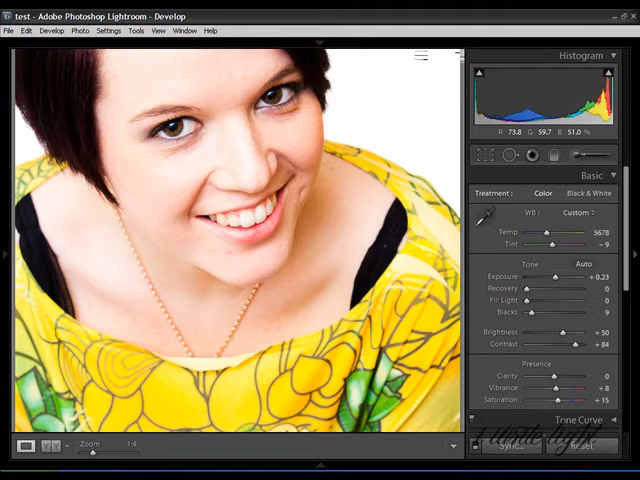 test - Adobe Photoshop Lightroom - Develop
File Edit Develop Photo Settings Tools View Window Help
Histogram
R 73.8 G 59.7 B 51.0 %
Basic
Treatment : Color Black & White
WB : Custom
Temp 5678
Tint - 9
Tone Auto
Exposure + 0.23
Recovery 0
Fill Light 0
Blacks 9
Brightness + 50
Contrast + 84
Presence
Clarity 0
Vibrance + 8
Saturation + 15
Tone Curve
Sync... Reset
Zoom 1:4